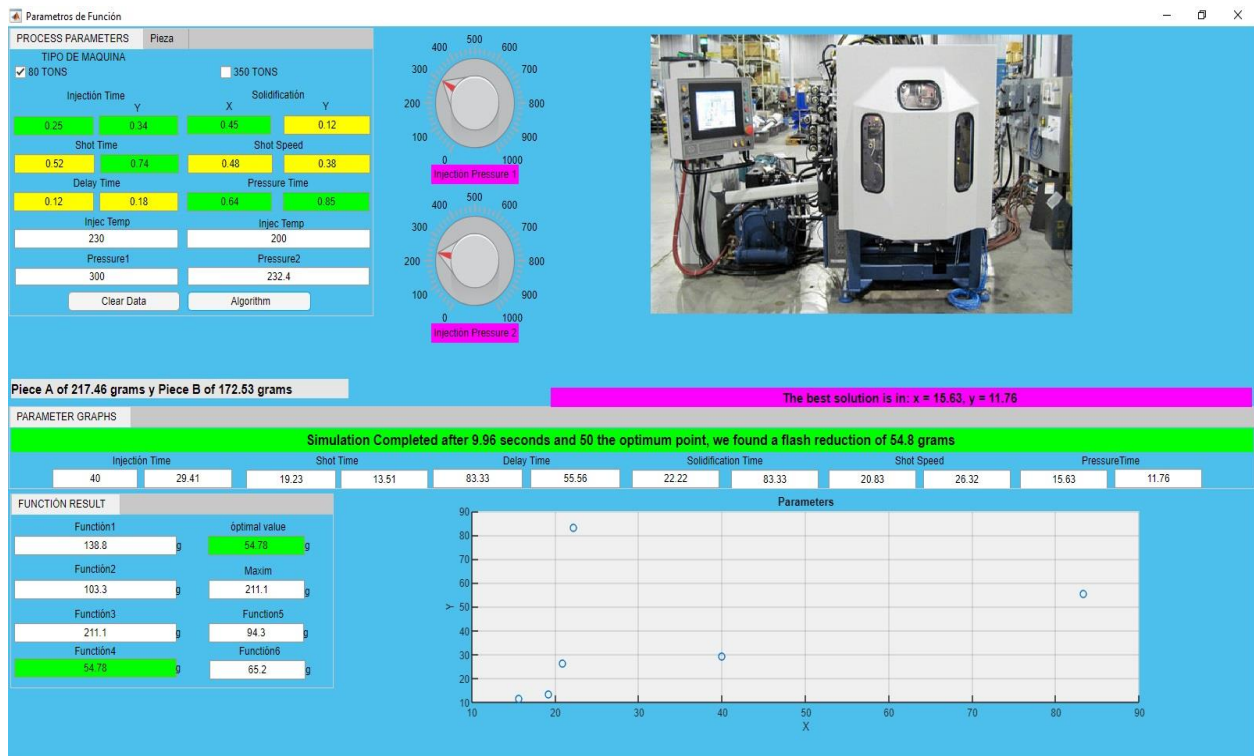 Parametros de Función
PROCESS PARAMETERS Pieza
TIPO DE MAQUINA
80 TONS 350 TONS
Injectión Time Solidificatión
Y X Y
0.25 0.34 0.45 0.12
Shot Time Shot Speed
0.52 0.74 0.48 0.38
Delay Time Pressure Time
0.12 0.18 0.64 0.85
Injec Temp Injec Temp
230 200
Pressure1 Pressure2
300 232.4
Clear Data Algorithm
0 100 200 300 400 500 600 700 800 900 1000
Injection Pressure 1
0 100 200 300 400 500 600 700 800 900 1000
Injection Pressure 2
Piece A of 217.46 grams y Piece B of 172.53 grams
The best solution is in: x = 15.63, y = 11.76
PARAMETER GRAPHS
Simulation Completed after 9.96 seconds and 50 the optimum point, we found a flash reduction of 54.8 grams
Injectión Time Shot Time Delay Time Solidification Time Shot Speed PressureTime
40 29.41 19.23 13.51 83.33 55.56 22.22 83.33 20.83 26.32 15.63 11.76
FUNCTIÓN RESULT
Functión1 óptimal value
138.8 g 54.78 g
Functión2 Maxim
103.3 g 211.1 g
Functión3 Function5
211.1 g 94.3 g
Functión4 Functión6
54.78 g 65.2 g
Parameters
90
80
70
60
50
40
30
20
10
Y
10 20 30 40 50 60 70 80 90
X